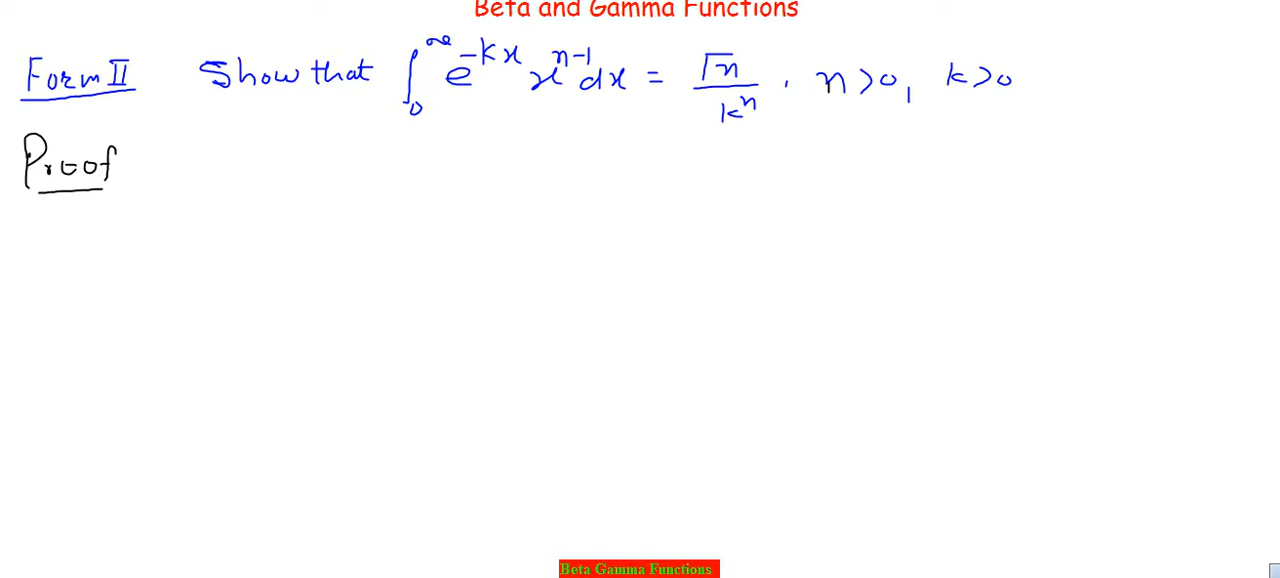 Beta and Gamma Functions
Form II Show that ∫₀^∞ e^{-kx} x^{n-1} dx = Γn / kⁿ . n>0, k>0
Proof
Beta Gamma Functions